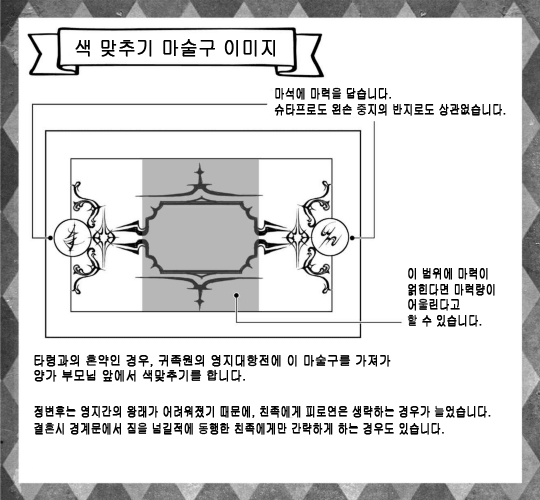 색 맞추기 마술구 이미지
마석에 마력을 담습니다.
슈타프로도 왼손 중지의 반지로도 상관없습니다.
이 범위에 마력이
얽힌다면 마력량이
어울린다고
할 수 있습니다.
타령과의 혼약인 경우, 귀족원의 영지대항전에 이 마술구를 가져가
양가 부모님 앞에서 색맞추기를 합니다.
정변후는 영지간의 왕래가 어려워졌기 때문에, 친족에게 피로연은 생략하는 경우가 늘었습니다.
결혼시 경계문에서 짐을 넘길적에 동행한 친족에게만 간략하게 하는 경우도 있습니다.